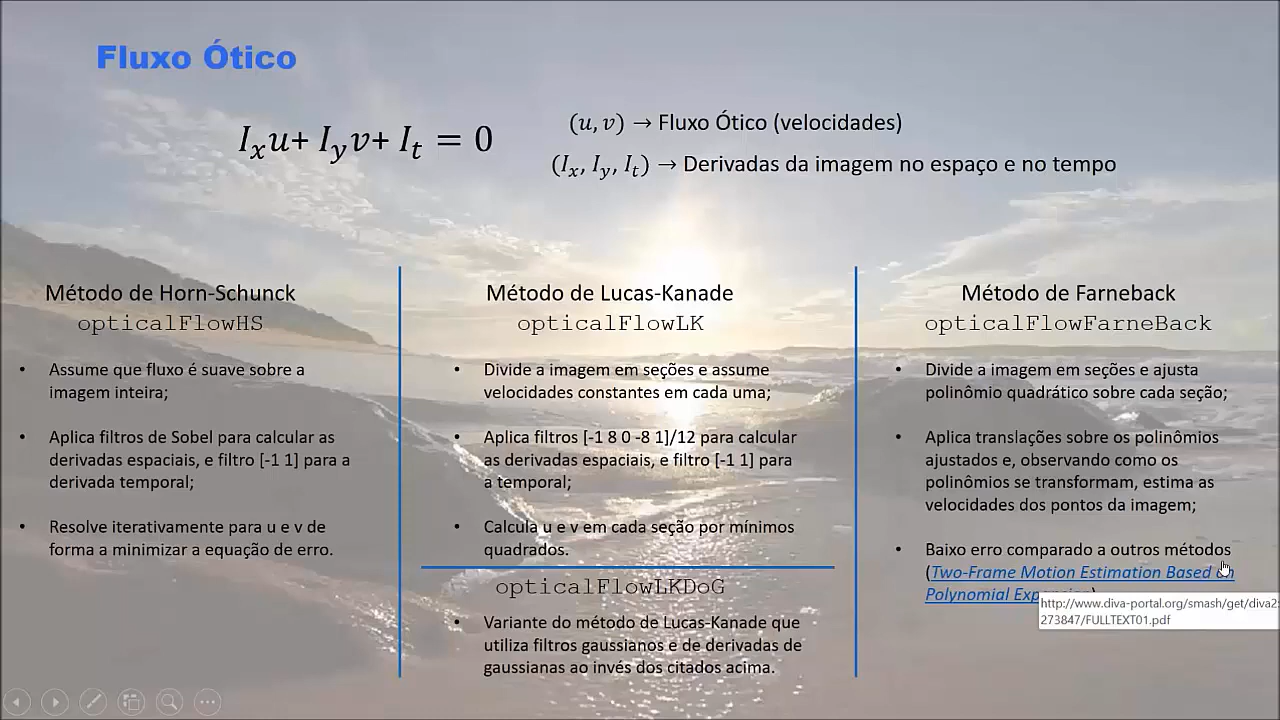 Fluxo Ótico
I_x u + I_y v + I_t = 0
(u, v) → Fluxo Ótico (velocidades)
(I_x, I_y, I_t) → Derivadas da imagem no espaço e no tempo
Método de Horn-Schunck
opticalFlowHS
• Assume que fluxo é suave sobre a
imagem inteira;
• Aplica filtros de Sobel para calcular as
derivadas espaciais, e filtro [-1 1] para a
derivada temporal;
• Resolve iterativamente para u e v de
forma a minimizar a equação de erro.
Método de Lucas-Kanade
opticalFlowLK
• Divide a imagem em seções e assume
velocidades constantes em cada uma;
• Aplica filtros [-1 8 0 -8 1]/12 para calcular
as derivadas espaciais, e filtro [-1 1] para
a temporal;
• Calcula u e v em cada seção por mínimos
quadrados.
opticalFlowLKDoG
• Variante do método de Lucas-Kanade que
utiliza filtros gaussianos e de derivadas de
gaussianas ao invés dos citados acima.
Método de Farneback
opticalFlowFarneBack
• Divide a imagem em seções e ajusta
polinômio quadrático sobre cada seção;
• Aplica translações sobre os polinômios
ajustados e, observando como os
polinômios se transformam, estima as
velocidades dos pontos da imagem;
• Baixo erro comparado a outros métodos
(Two-Frame Motion Estimation Based on
Polynomial
http://www.diva-portal.org/smash/get/diva2
273847/FULLTEXT01.pdf